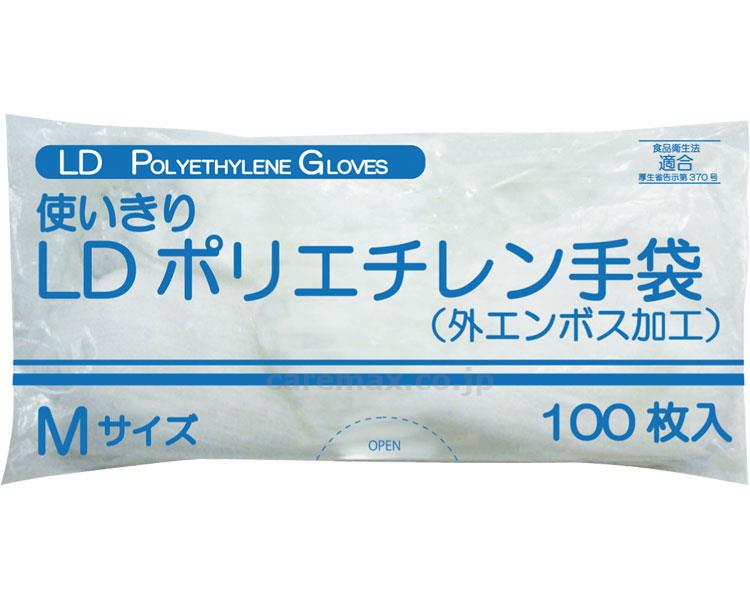 LD POLYETHYLENE GLOVES
食品衛生法
適合
厚生省告示第370号
使いきり
LDポリエチレン手袋
（外エンボス加工）
caremax.co.jp
Mサイズ
100枚入
OPEN